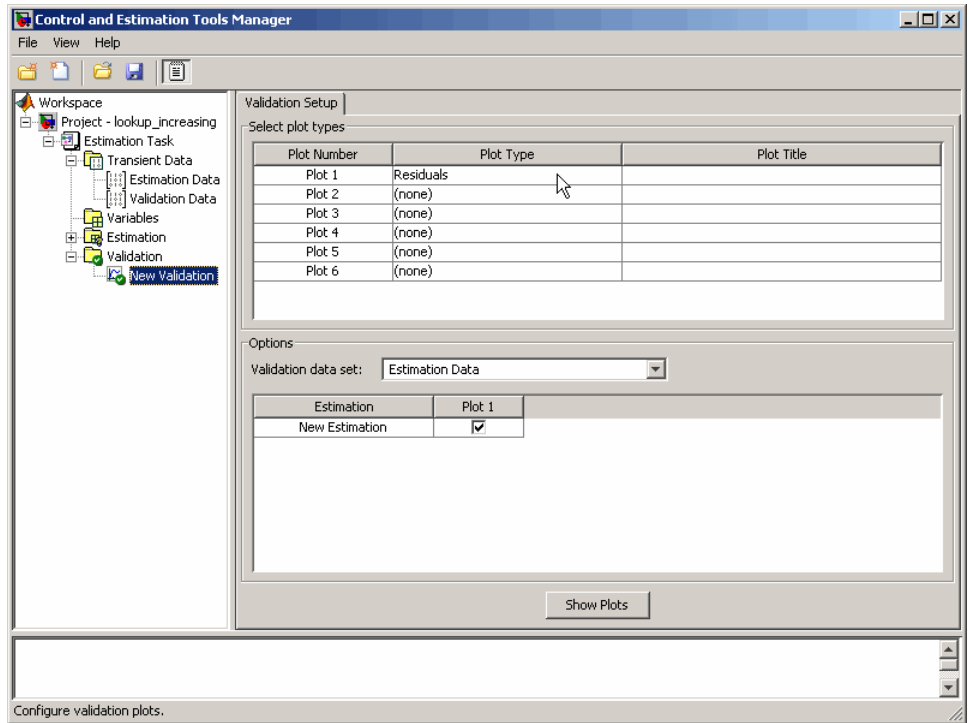 Control and Estimation Tools Manager
File View Help
Workspace
Project - lookup_increasing
Estimation Task
Transient Data
Estimation Data
Validation Data
Variables
Estimation
Validation
New Validation
Validation Setup
Select plot types
Plot Number Plot Type Plot Title
Plot 1 Residuals
Plot 2 (none)
Plot 3 (none)
Plot 4 (none)
Plot 5 (none)
Plot 6 (none)
Options
Validation data set: Estimation Data
Estimation Plot 1
New Estimation
Show Plots
Configure validation plots.